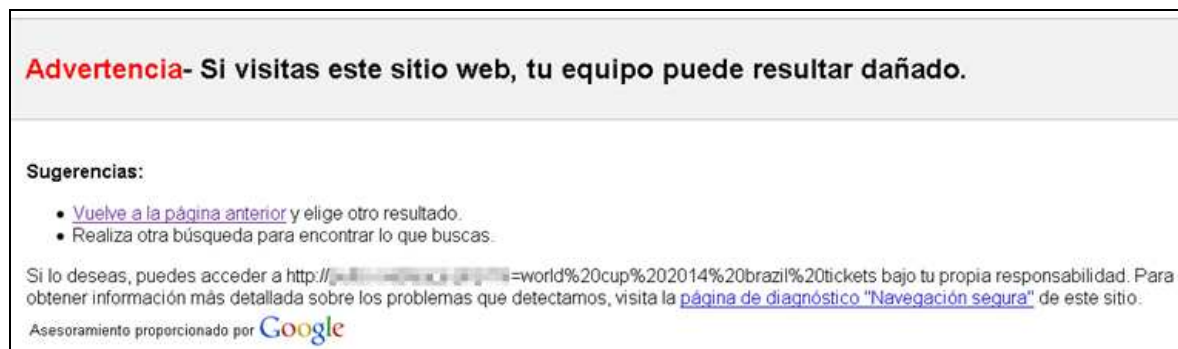 Advertencia- Si visitas este sitio web, tu equipo puede resultar dañado.
Sugerencias:
• Vuelve a la página anterior y elige otro resultado.
• Realiza otra búsqueda para encontrar lo que buscas.
Si lo deseas, puedes acceder a http:// =world%20cup%202014%20brazil%20tickets bajo tu propia responsabilidad. Para
obtener información más detallada sobre los problemas que detectamos, visita la página de diagnóstico "Navegación segura" de este sitio.
Asesoramiento proporcionado por Google